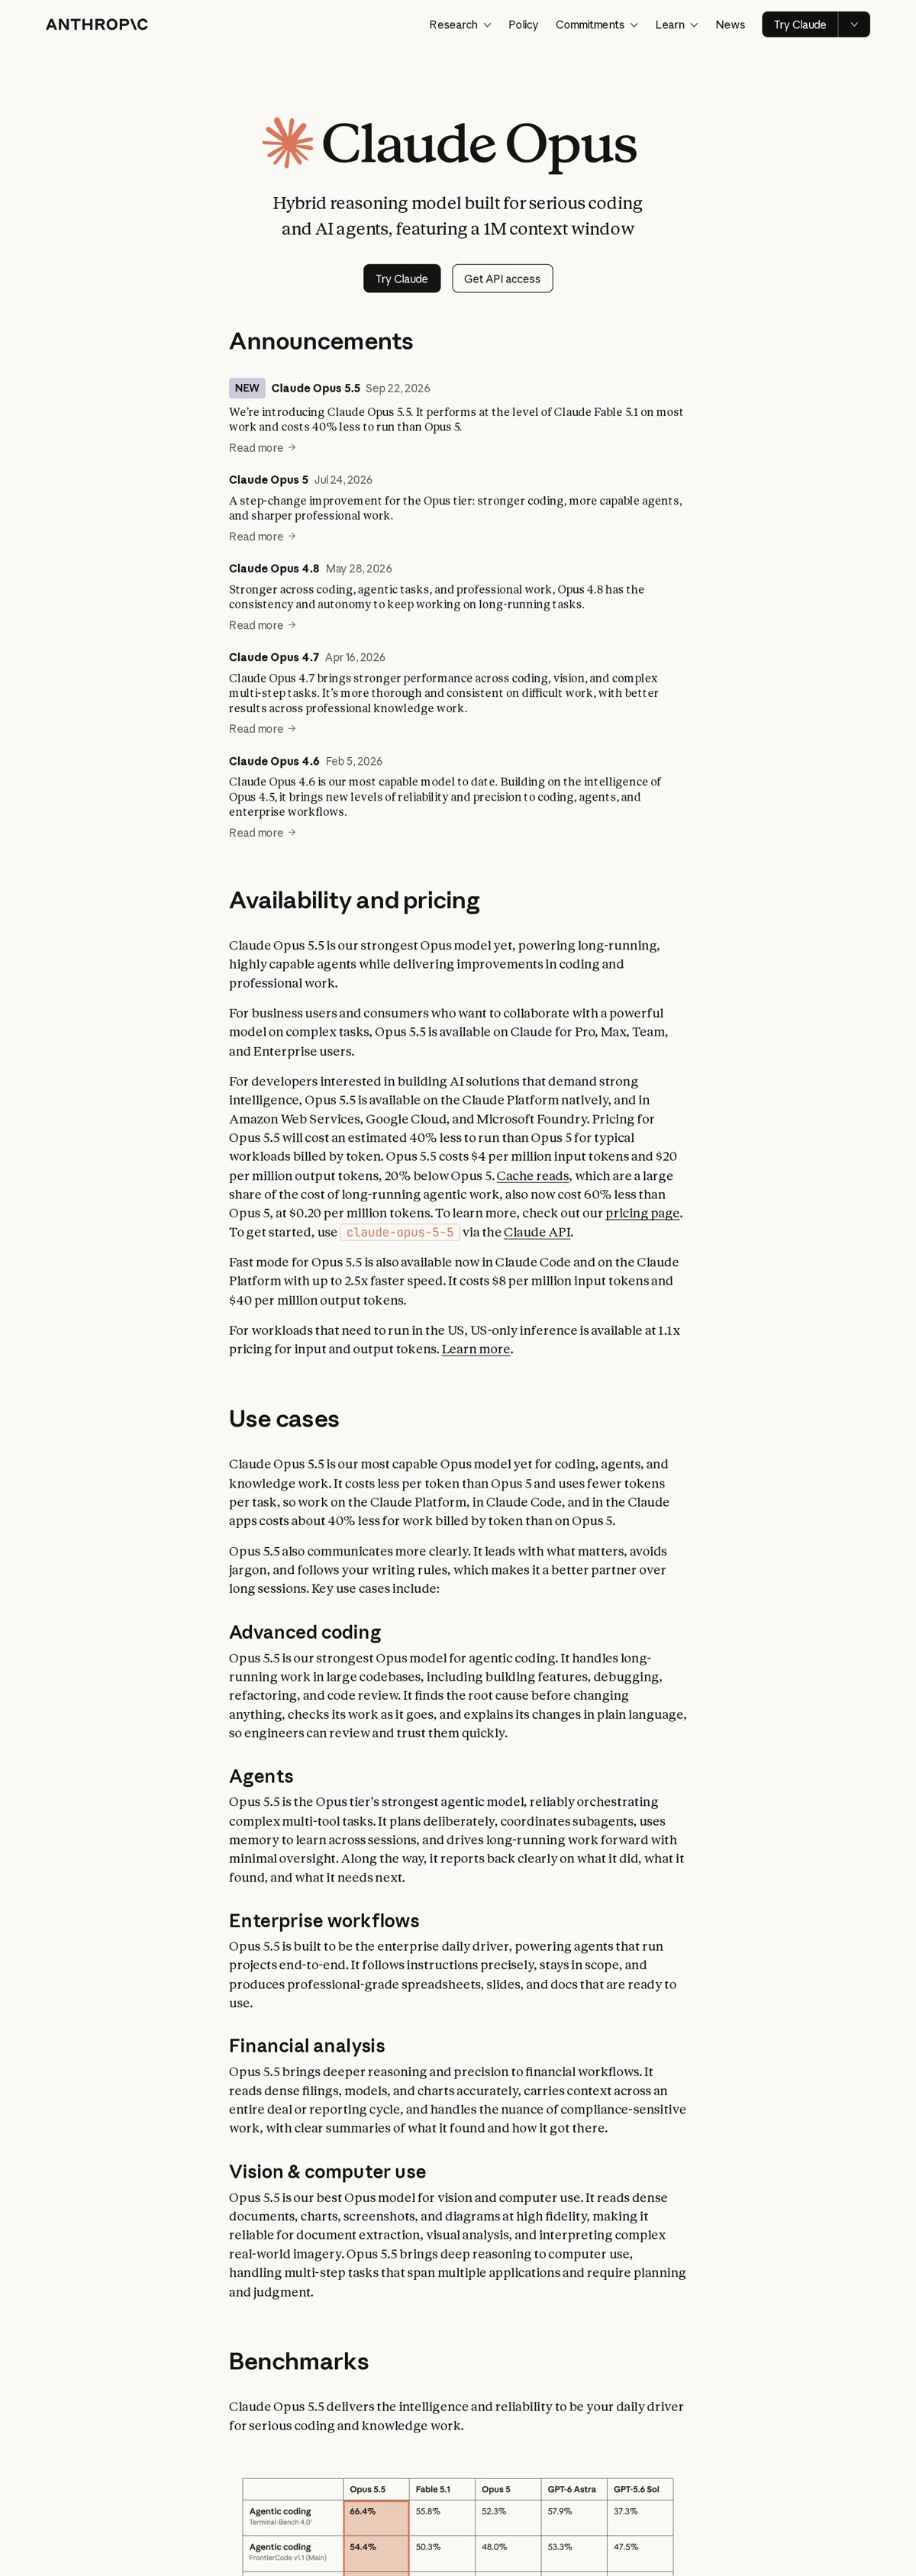 ANTHROP\C
Research Policy Commitments Learn News Try Claude
Claude Opus
Hybrid reasoning model built for serious coding
and AI agents, featuring a 1M context window
Try Claude Get API access
Announcements
NEW Claude Opus 5.5 Sep 22, 2026
We're introducing Claude Opus 5.5. It performs at the level of Claude Fable 5.1 on most
work and costs 40% less to run than Opus 5.
Read more →
Claude Opus 5 Jul 24, 2026
A step-change improvement for the Opus tier: stronger coding, more capable agents,
and sharper professional work.
Read more →
Claude Opus 4.8 May 28, 2026
Stronger across coding, agentic tasks, and professional work, Opus 4.8 has the
consistency and autonomy to keep working on long-running tasks.
Read more →
Claude Opus 4.7 Apr 16, 2026
Claude Opus 4.7 brings stronger performance across coding, vision, and complex
multi-step tasks. It's more thorough and consistent on difficult work, with better
results across professional knowledge work.
Read more →
Claude Opus 4.6 Feb 5, 2026
Claude Opus 4.6 is our most capable model to date. Building on the intelligence of
Opus 4.5, it brings new levels of reliability and precision to coding, agents, and
enterprise workflows.
Read more →
Availability and pricing
Claude Opus 5.5 is our strongest Opus model yet, powering long-running,
highly capable agents while delivering improvements in coding and
professional work.
For business users and consumers who want to collaborate with a powerful
model on complex tasks, Opus 5.5 is available on Claude for Pro, Max, Team,
and Enterprise users.
For developers interested in building AI solutions that demand strong
intelligence, Opus 5.5 is available on the Claude Platform natively, and in
Amazon Web Services, Google Cloud, and Microsoft Foundry. Pricing for
Opus 5.5 will cost an estimated 40% less to run than Opus 5 for typical
workloads billed by token. Opus 5.5 costs $4 per million input tokens and $20
per million output tokens, 20% below Opus 5. Cache reads, which are a large
share of the cost of long-running agentic work, also now cost 60% less than
Opus 5, at $0.20 per million tokens. To learn more, check out our pricing page.
To get started, use claude-opus-5-5 via the Claude API.
Fast mode for Opus 5.5 is also available now in Claude Code and on the Claude
Platform with up to 2.5x faster speed. It costs $8 per million input tokens and
$40 per million output tokens.
For workloads that need to run in the US, US-only inference is available at 1.1x
pricing for input and output tokens. Learn more.
Use cases
Claude Opus 5.5 is our most capable Opus model yet for coding, agents, and
knowledge work. It costs less per token than Opus 5 and uses fewer tokens
per task, so work on the Claude Platform, in Claude Code, and in the Claude
apps costs about 40% less for work billed by token than on Opus 5.
Opus 5.5 also communicates more clearly. It leads with what matters, avoids
jargon, and follows your writing rules, which makes it a better partner over
long sessions. Key use cases include:
Advanced coding
Opus 5.5 is our strongest Opus model for agentic coding. It handles long-
running work in large codebases, including building features, debugging,
refactoring, and code review. It finds the root cause before changing
anything, checks its work as it goes, and explains its changes in plain language,
so engineers can review and trust them quickly.
Agents
Opus 5.5 is the Opus tier's strongest agentic model, reliably orchestrating
complex multi-tool tasks. It plans deliberately, coordinates subagents, uses
memory to learn across sessions, and drives long-running work forward with
minimal oversight. Along the way, it reports back clearly on what it did, what it
found, and what it needs next.
Enterprise workflows
Opus 5.5 is built to be the enterprise daily driver, powering agents that run
projects end-to-end. It follows instructions precisely, stays in scope, and
produces professional-grade spreadsheets, slides, and docs that are ready to
use.
Financial analysis
Opus 5.5 brings deeper reasoning and precision to financial workflows. It
reads dense filings, models, and charts accurately, carries context across an
entire deal or reporting cycle, and handles the nuance of compliance-sensitive
work, with clear summaries of what it found and how it got there.
Vision & computer use
Opus 5.5 is our best Opus model for vision and computer use. It reads dense
documents, charts, screenshots, and diagrams at high fidelity, making it
reliable for document extraction, visual analysis, and interpreting complex
real-world imagery. Opus 5.5 brings deep reasoning to computer use,
handling multi-step tasks that span multiple applications and require planning
and judgment.
Benchmarks
Claude Opus 5.5 delivers the intelligence and reliability to be your daily driver
for serious coding and knowledge work.
Opus 5.5 Fable 5.1 Opus 5 GPT-6 Astra GPT-5.6 Sol
Agentic coding 66.4% 55.8% 52.3% 57.9% 37.3%
Terminal-Bench 4.0¹
Agentic coding 54.4% 50.3% 48.0% 53.3% 47.5%
FrontierCode v1.1 (Main)